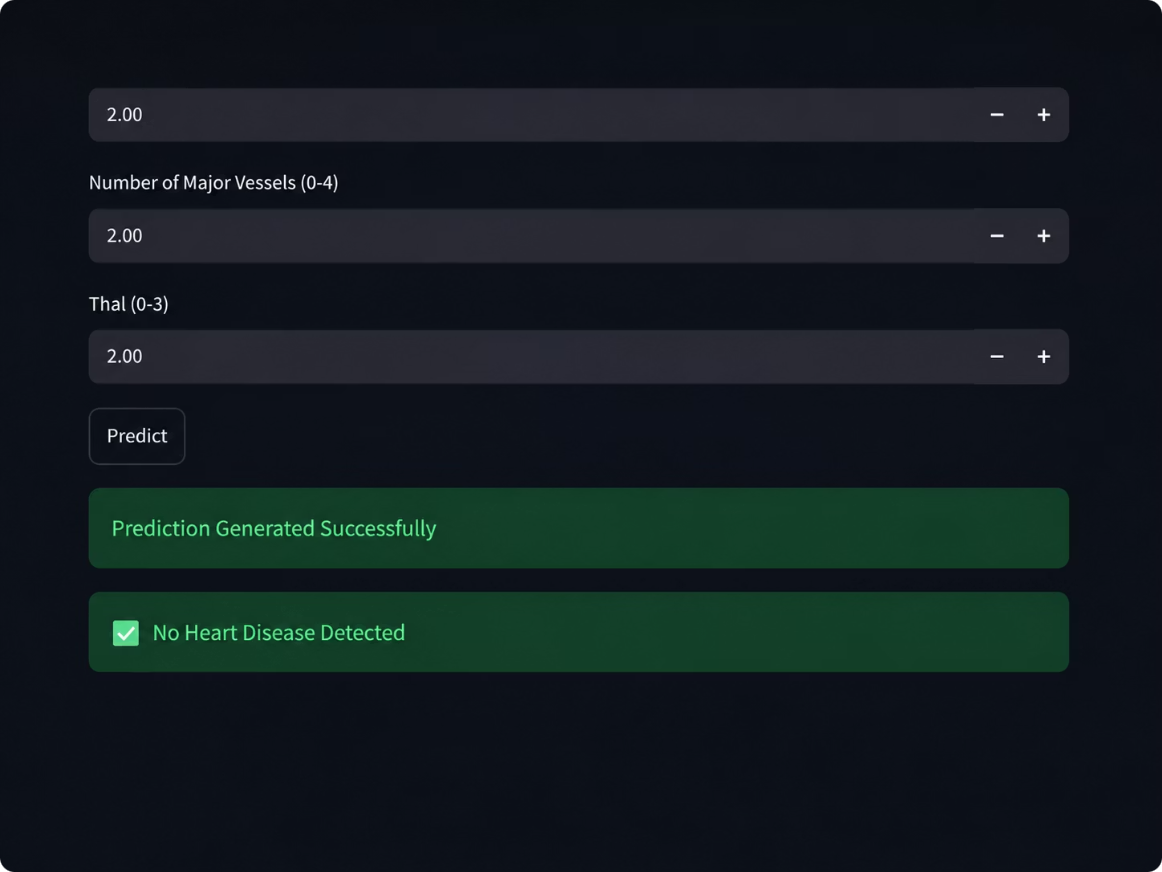 2.00
Number of Major Vessels (0-4)
2.00
Thal (0-3)
2.00
Predict
Prediction Generated Successfully
No Heart Disease Detected